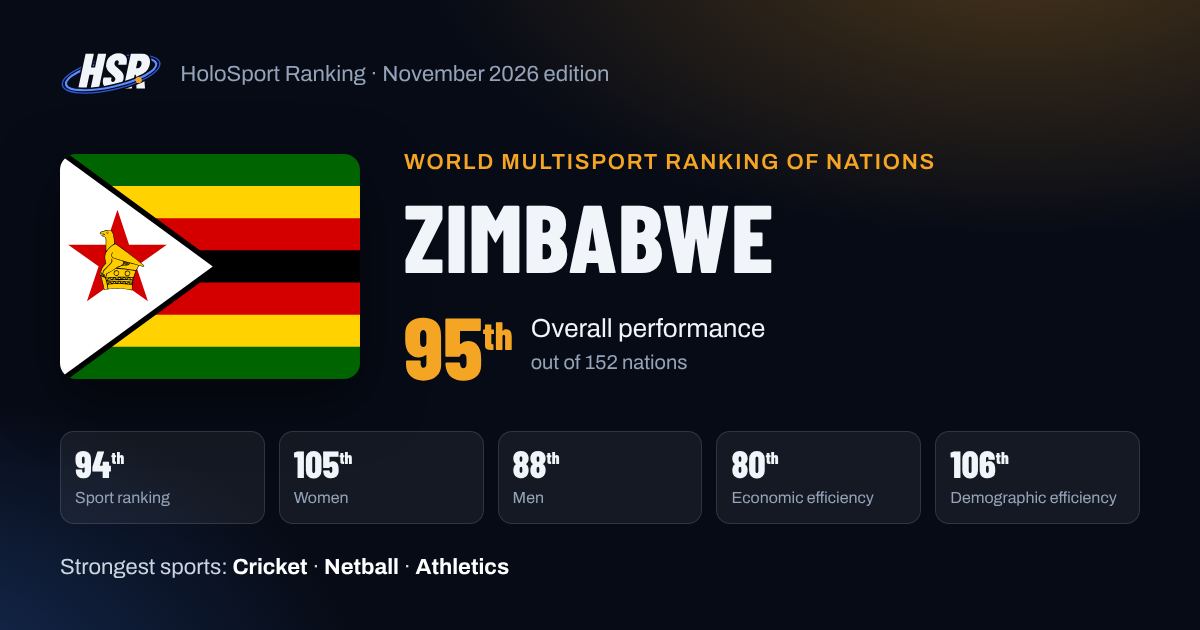 HSR HoloSport Ranking · November 2026 edition
WORLD MULTISPORT RANKING OF NATIONS
ZIMBABWE
95th Overall performance
out of 152 nations
94th 105th 88th 80th 106th
Sport ranking Women Men Economic efficiency Demographic efficiency
Strongest sports: Cricket · Netball · Athletics